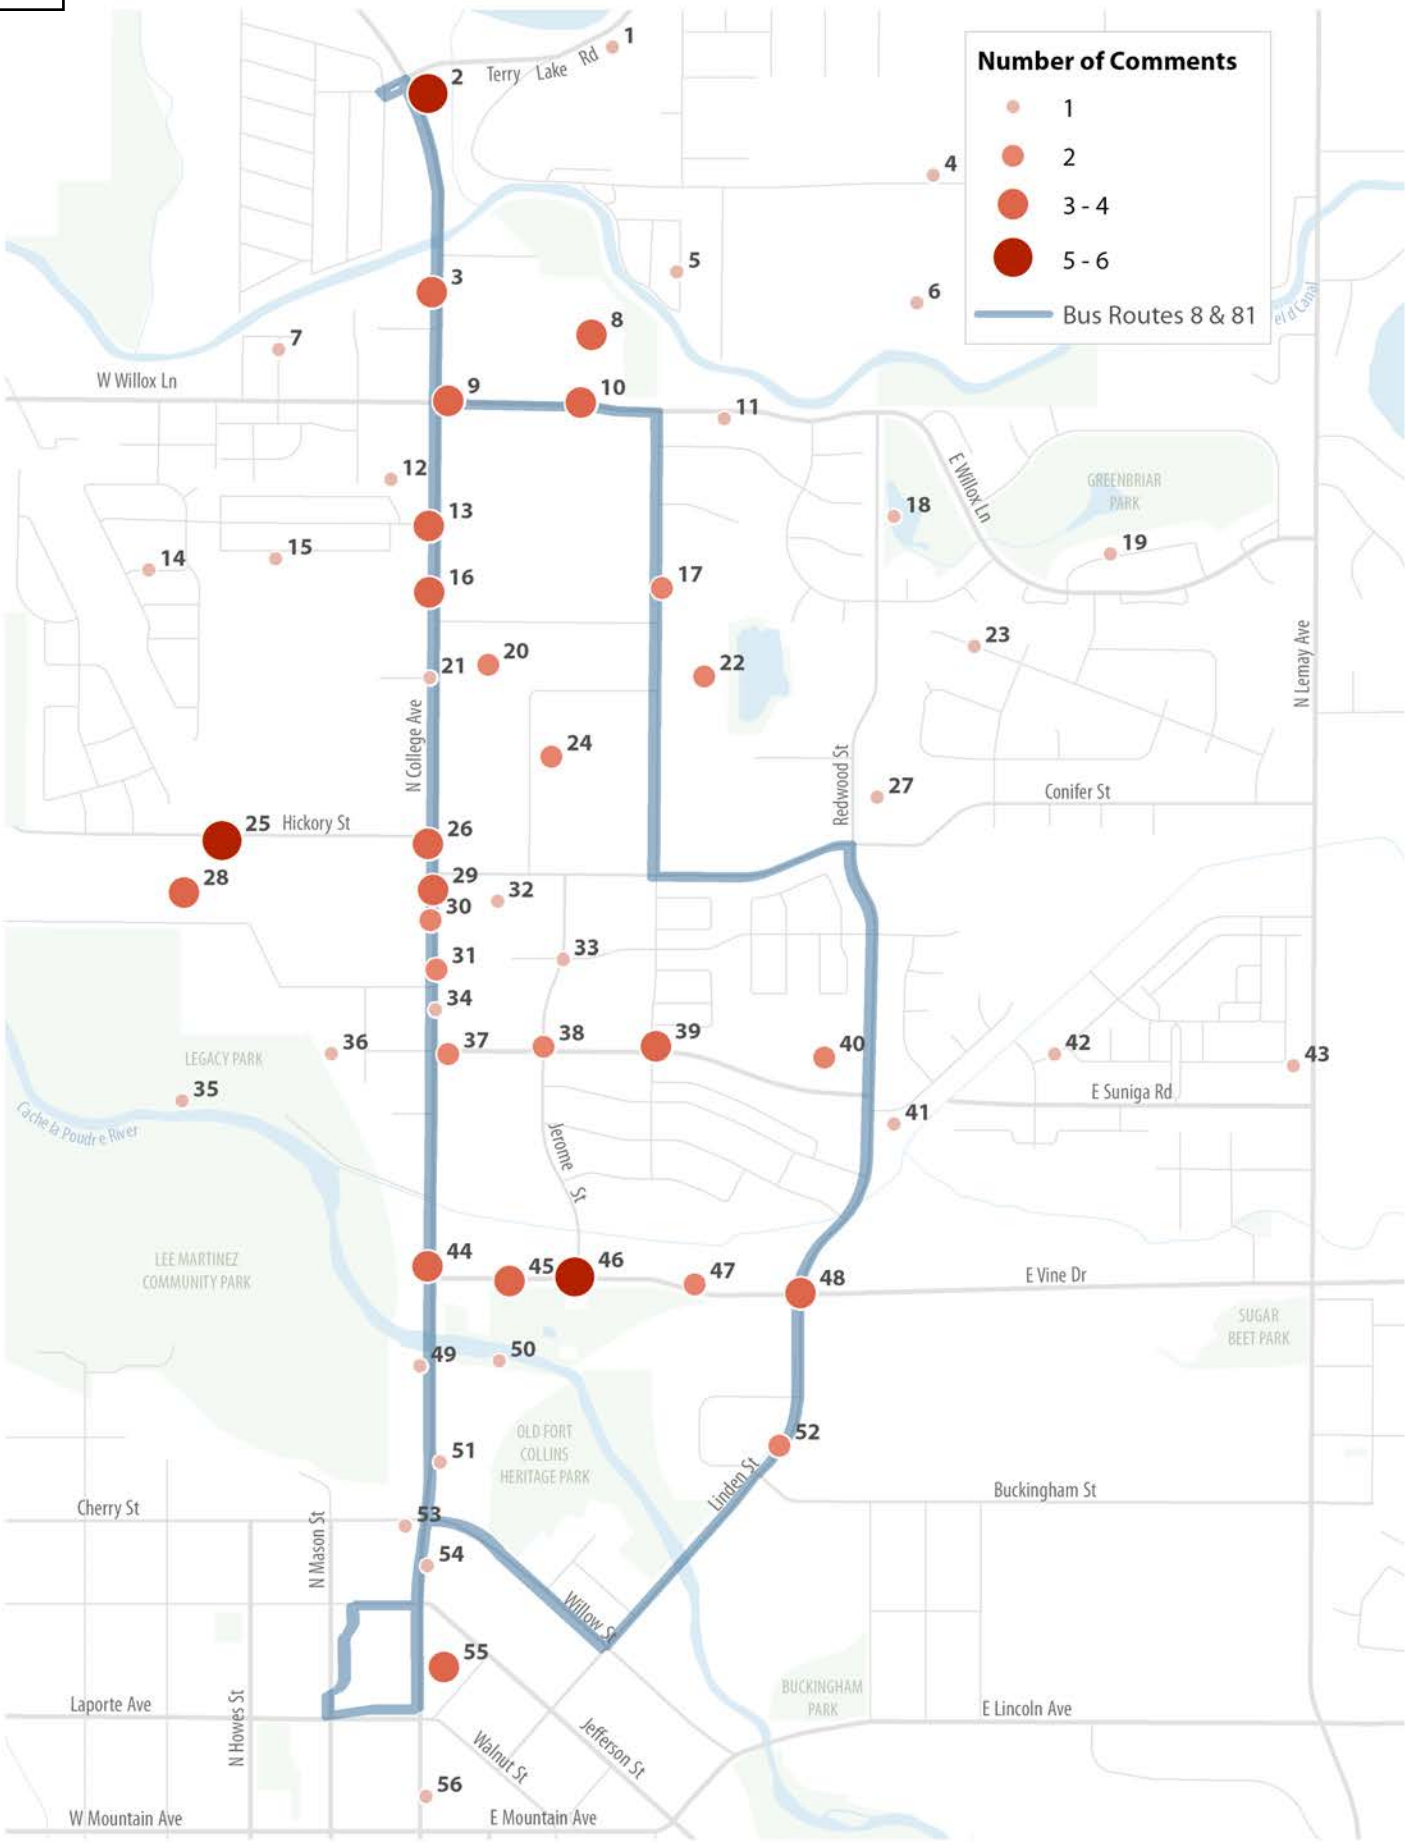 Number of Comments
1
2
3 - 4
5 - 6
Bus Routes 8 & 81
1
Terry Lake Rd
2
4
5
3
6
el d Canal
8
7
W Willox Ln
9
10
11
12
E Willox Ln
GREENBRIAR
PARK
13
18
19
14
15
16
17
23
20
21
22
N Lemay Ave
N College Ave
24
Redwood St
27
Conifer St
25
Hickory St
26
28
29
32
30
33
31
34
36
LEGACY PARK
37
38
39
40
42
43
35
E Suniga Rd
Cache la Poudr e River
41
Jerome St
LEE MARTINEZ
COMMUNITY PARK
44
45
46
47
48
E Vine Dr
SUGAR
BEET PARK
49
50
OLD FORT
COLLINS
HERITAGE PARK
51
52
Linden St
Buckingham St
Cherry St
53
N Mason St
54
Willow St
55
BUCKINGHAM
PARK
Laporte Ave
N Howes St
E Lincoln Ave
Walnut St
Jefferson St
56
W Mountain Ave
E Mountain Ave